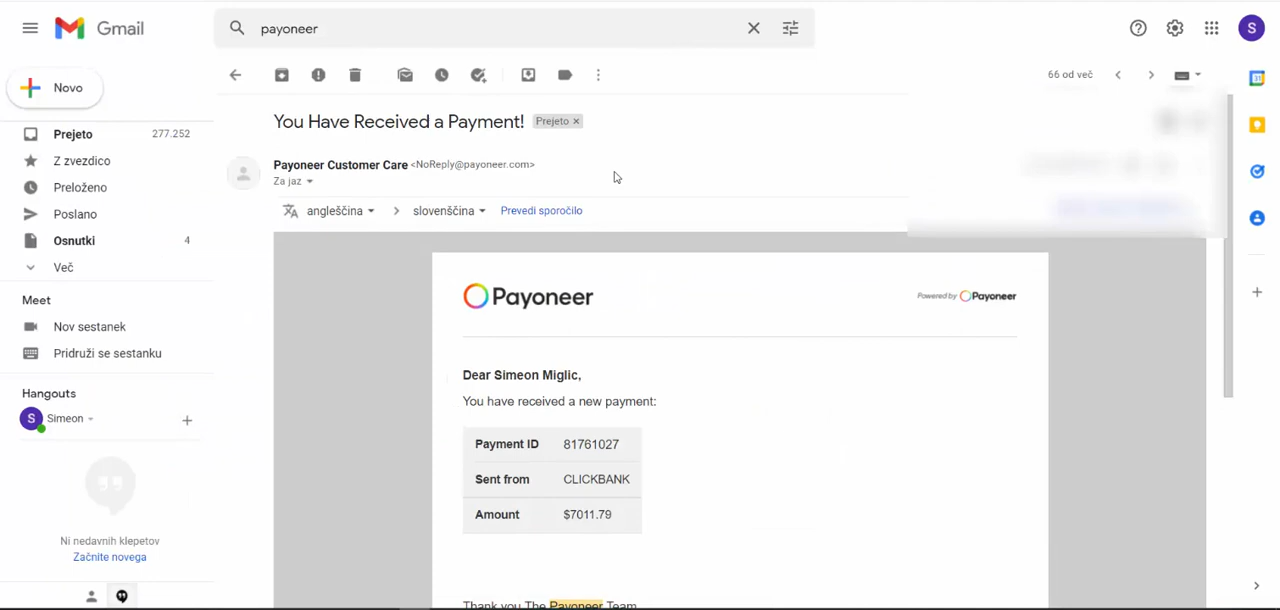 Gmail
payoneer
S
Novo
66 od več
Prejeto 277.252
Z zvezdico
Preloženo
Poslano
Osnutki 4
Več
Meet
Nov sestanek
Pridruži se sestanku
Hangouts
S Simeon
Ni nedavnih klepetov
Začnite novega
You Have Received a Payment! Prejeto ×
Payoneer Customer Care <NoReply@payoneer.com>
Za jaz
angleščina > slovenščina Prevedi sporočilo
Payoneer
Powered by Payoneer
Dear Simeon Miglic,
You have received a new payment:
Payment ID 81761027
Sent from CLICKBANK
Amount $7011.79
Thank you The Payoneer Team